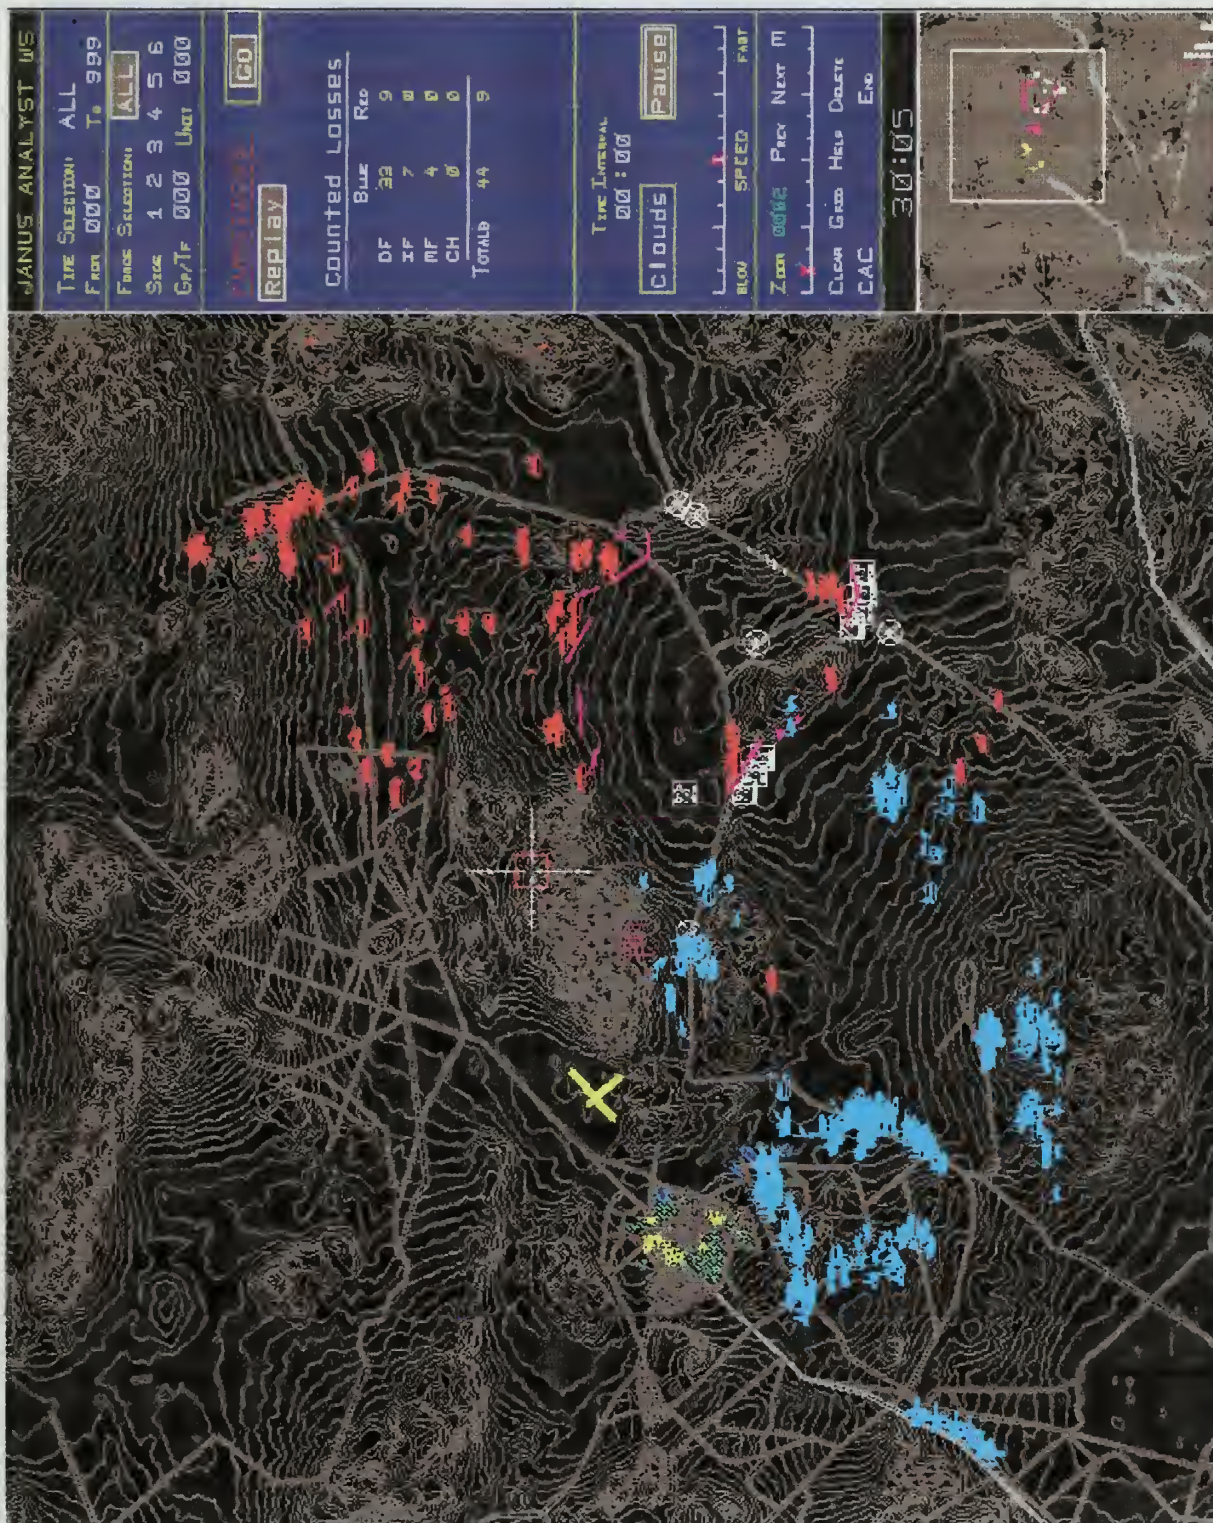 JANUS ANALYST WS
TIME SELECTION: ALL
FROM 000 TO 999
FORCE SELECTION: ALL
SIDE 1 2 3 4 5 6
GP/TF 000 UNIT 000
GO
Replay
COUNTED LOSSES
BLUE RED
DF 33 9
IF 7 0
MF 4 0
CH 0 0
TOTALS 44 9
TIME INTERVAL
00:00
Clouds Pause
SLOW SPEED FAST
ZOOM PREV NEXT M
CLEAR GRID HELP DELETE
CAC END
30:05